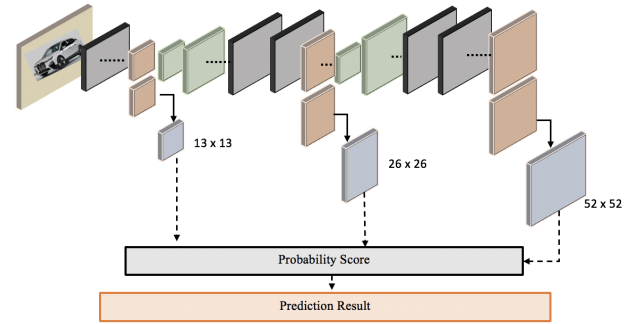 13 x 13
26 x 26
52 x 52
Probability Score
Prediction Result